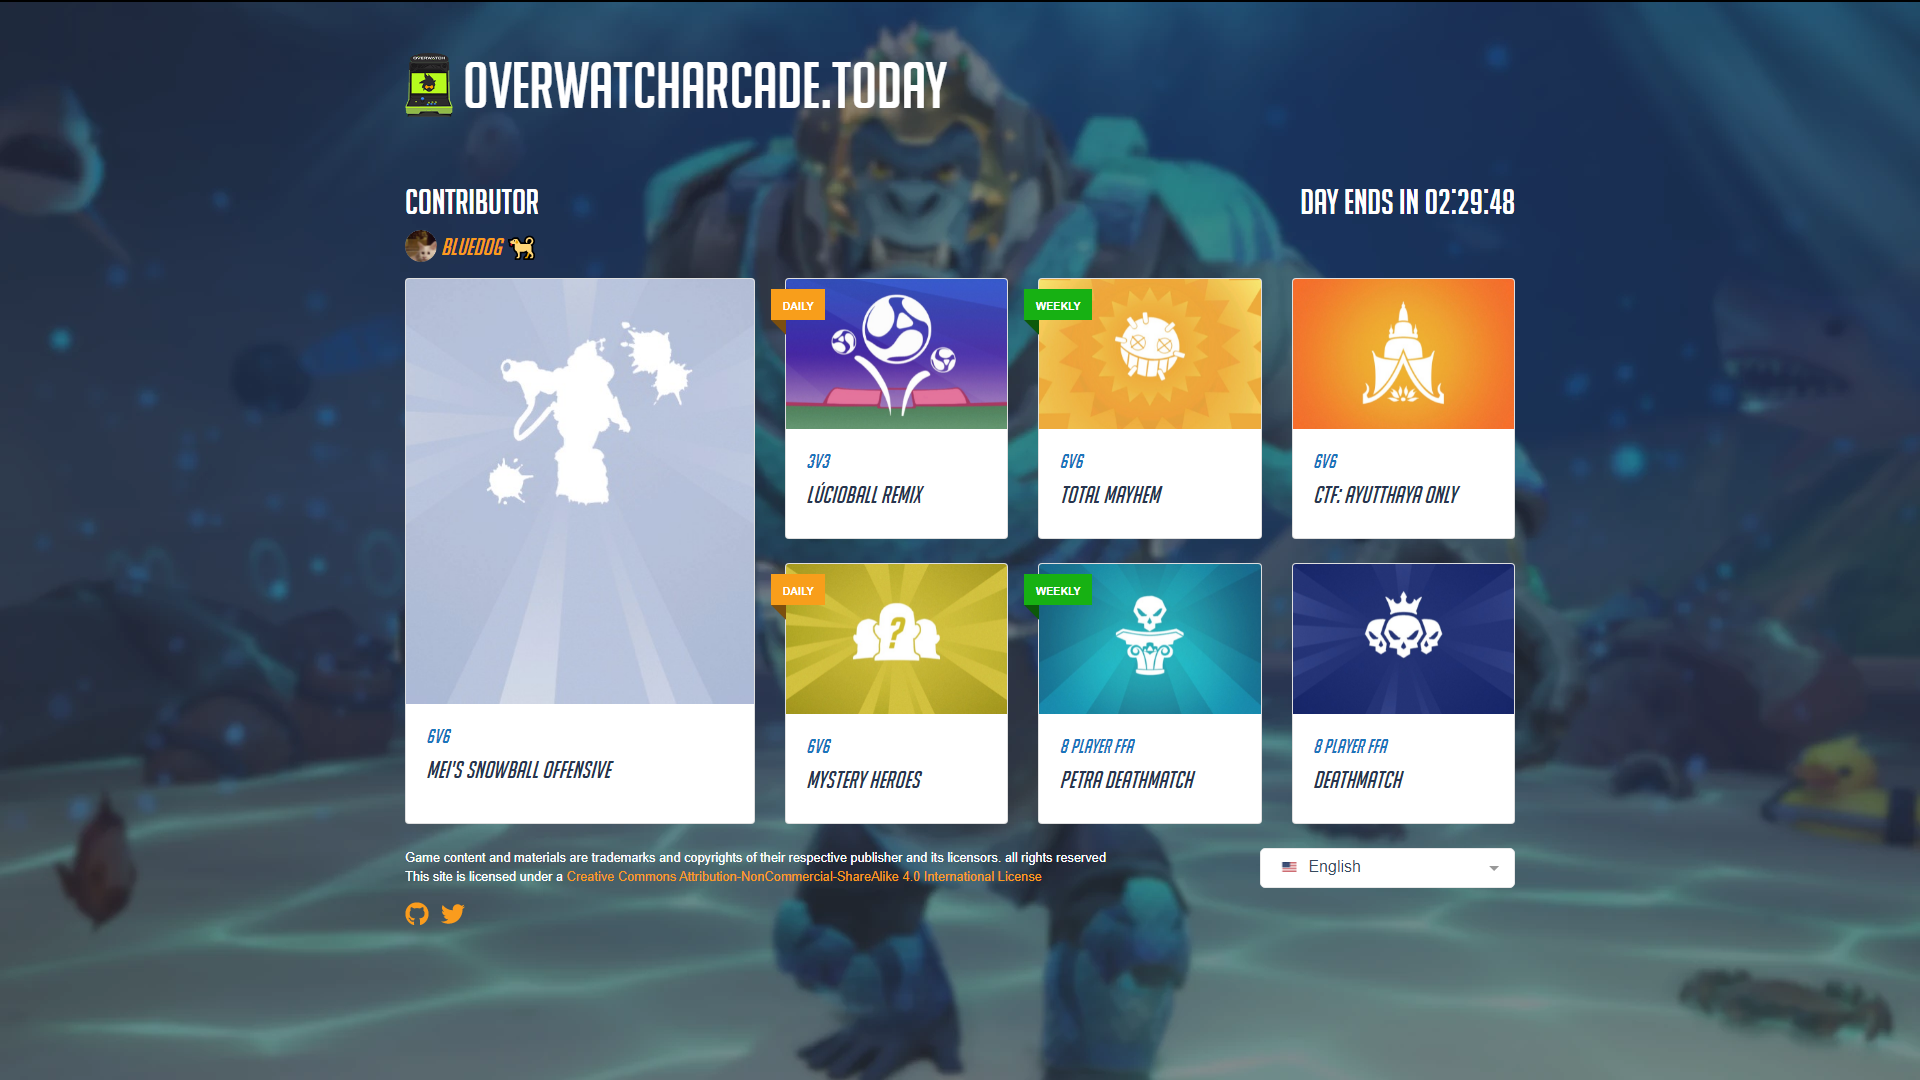 OVERWATCH
OVERWATCHARCADE.TODAY
CONTRIBUTOR
DAY ENDS IN 02:29:48
BLUEDOG
6V6
MEI'S SNOWBALL OFFENSIVE
DAILY
3V3
LÚCIOBALL REMIX
WEEKLY
6V6
TOTAL MAYHEM
6V6
CTF: AYUTTHAYA ONLY
DAILY
?
6V6
MYSTERY HEROES
WEEKLY
8 PLAYER FFA
PETRA DEATHMATCH
8 PLAYER FFA
DEATHMATCH
Game content and materials are trademarks and copyrights of their respective publisher and its licensors. all rights reserved
This site is licensed under a Creative Commons Attribution-NonCommercial-ShareAlike 4.0 International License
English